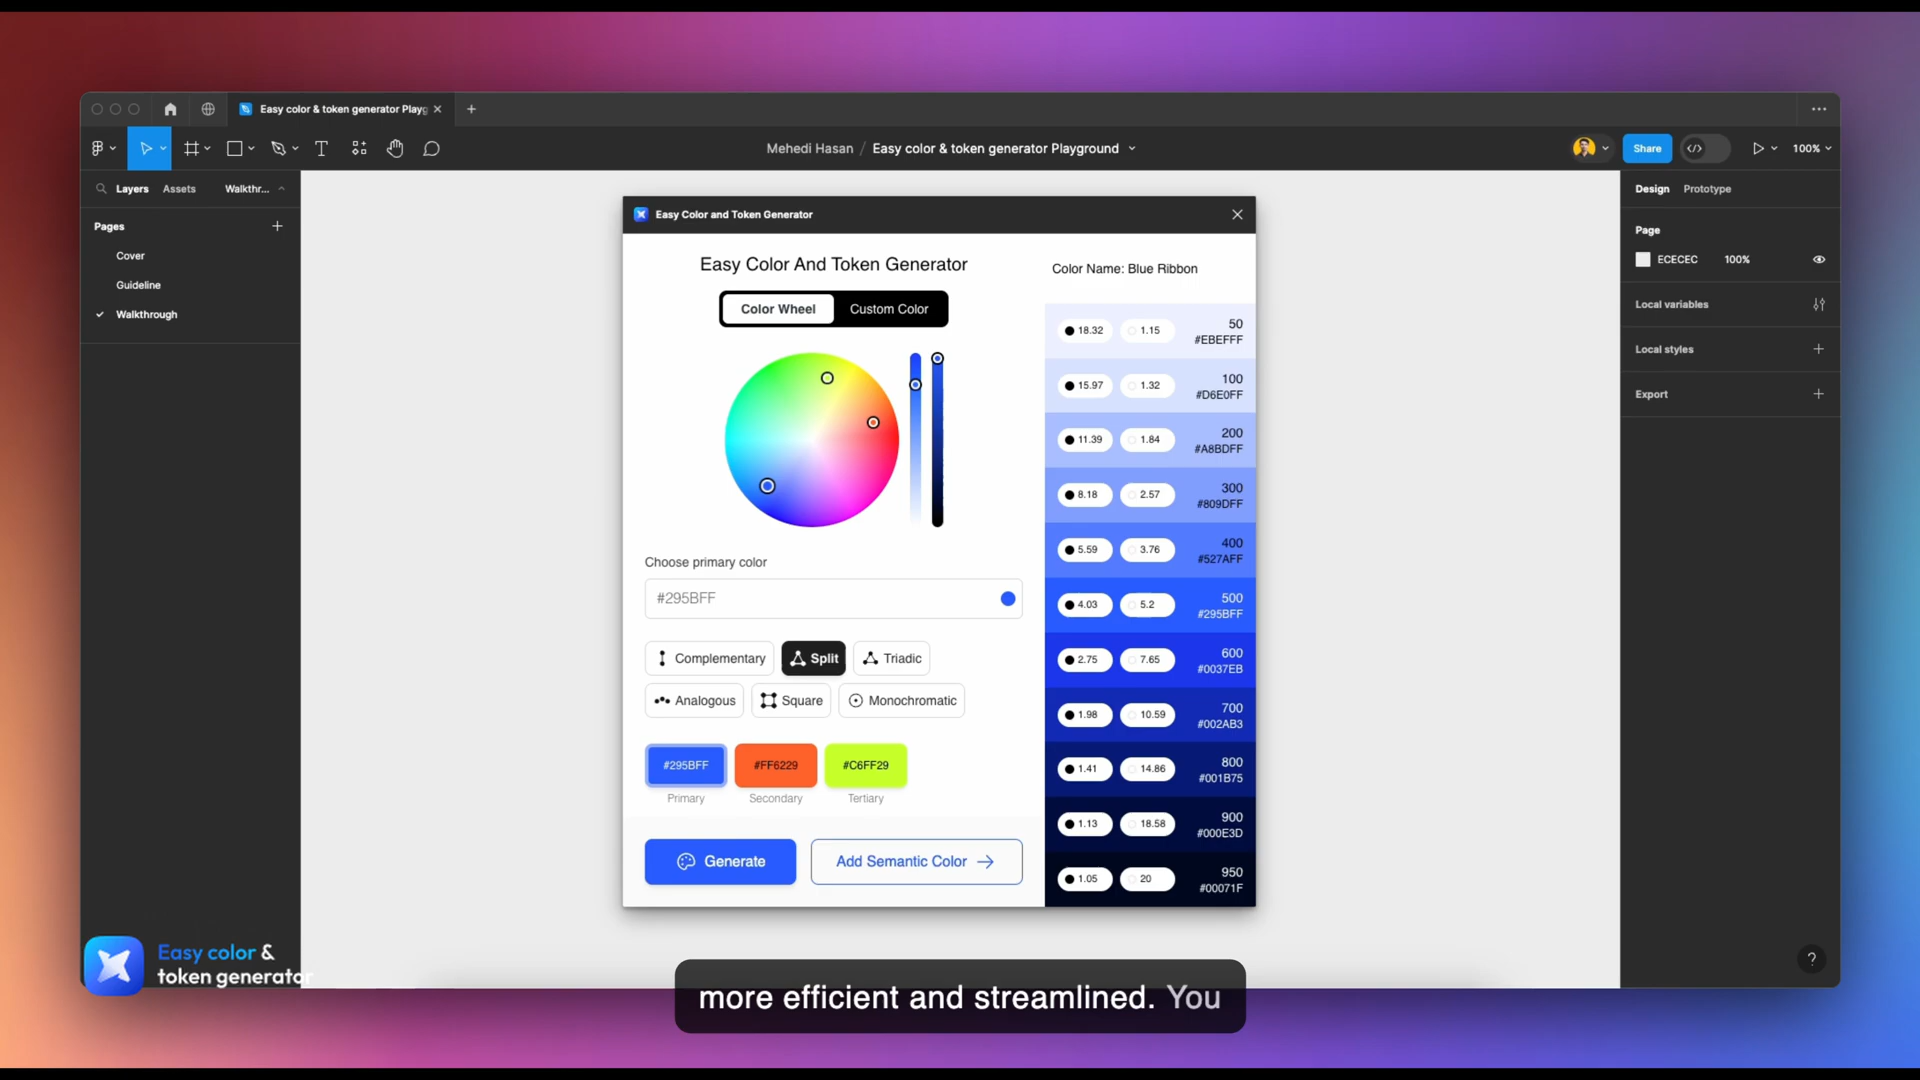 Easy color & token generator Playg
Mehedi Hasan / Easy color & token generator Playground
Share
100%
Layers
Assets
Walkthr...
Pages
Cover
Guideline
Walkthrough
Easy Color and Token Generator
Easy Color And Token Generator
Color Wheel
Custom Color
Choose primary color
#295BFF
Complementary
Split
Triadic
Analogous
Square
Monochromatic
#295BFF
#FF6229
#C6FF29
Primary
Secondary
Tertiary
Generate
Add Semantic Color
Color Name: Blue Ribbon
18.32 1.15 50
#EBEFFF
15.97 1.32 100
#D6E0FF
11.39 1.84 200
#A8BDFF
8.18 2.57 300
#809DFF
5.59 3.76 400
#527AFF
4.03 5.2 500
#295BFF
2.75 7.65 600
#0037EB
1.98 10.59 700
#002AB3
1.41 14.86 800
#001B75
1.13 18.58 900
#000E3D
1.05 20 950
#00071F
Design
Prototype
Page
ECECEC 100%
Local variables
Local styles
Export
?
Easy color &
token generator
more efficient and streamlined. You